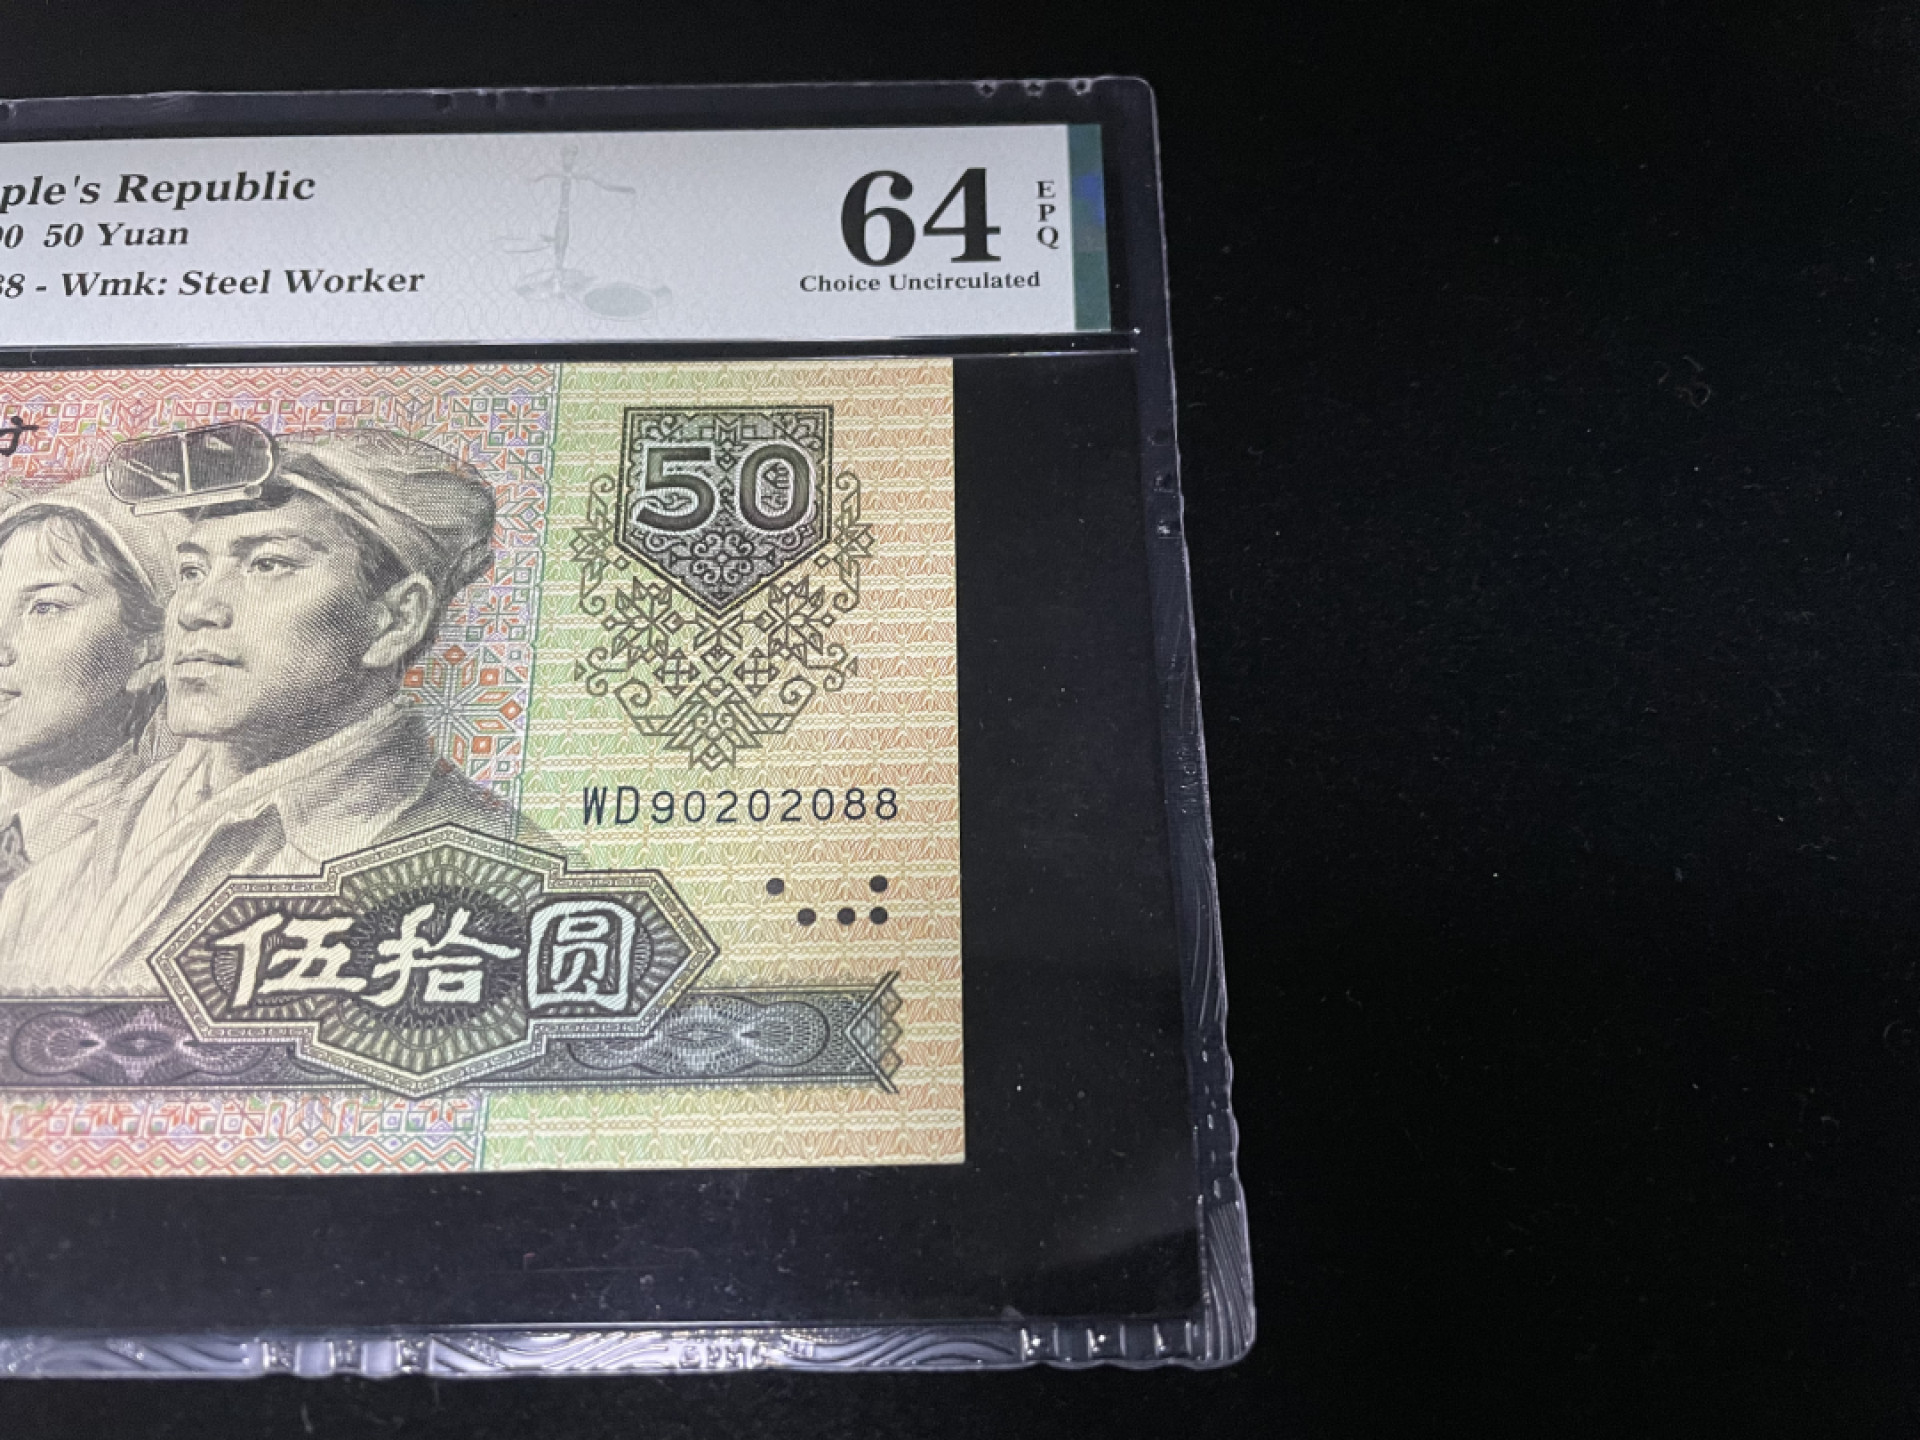 ple's Republic
90 50 Yuan
88 - Wmk: Steel Worker
64
EPQ
Choice Uncirculated
50
WD90202088
伍拾圆